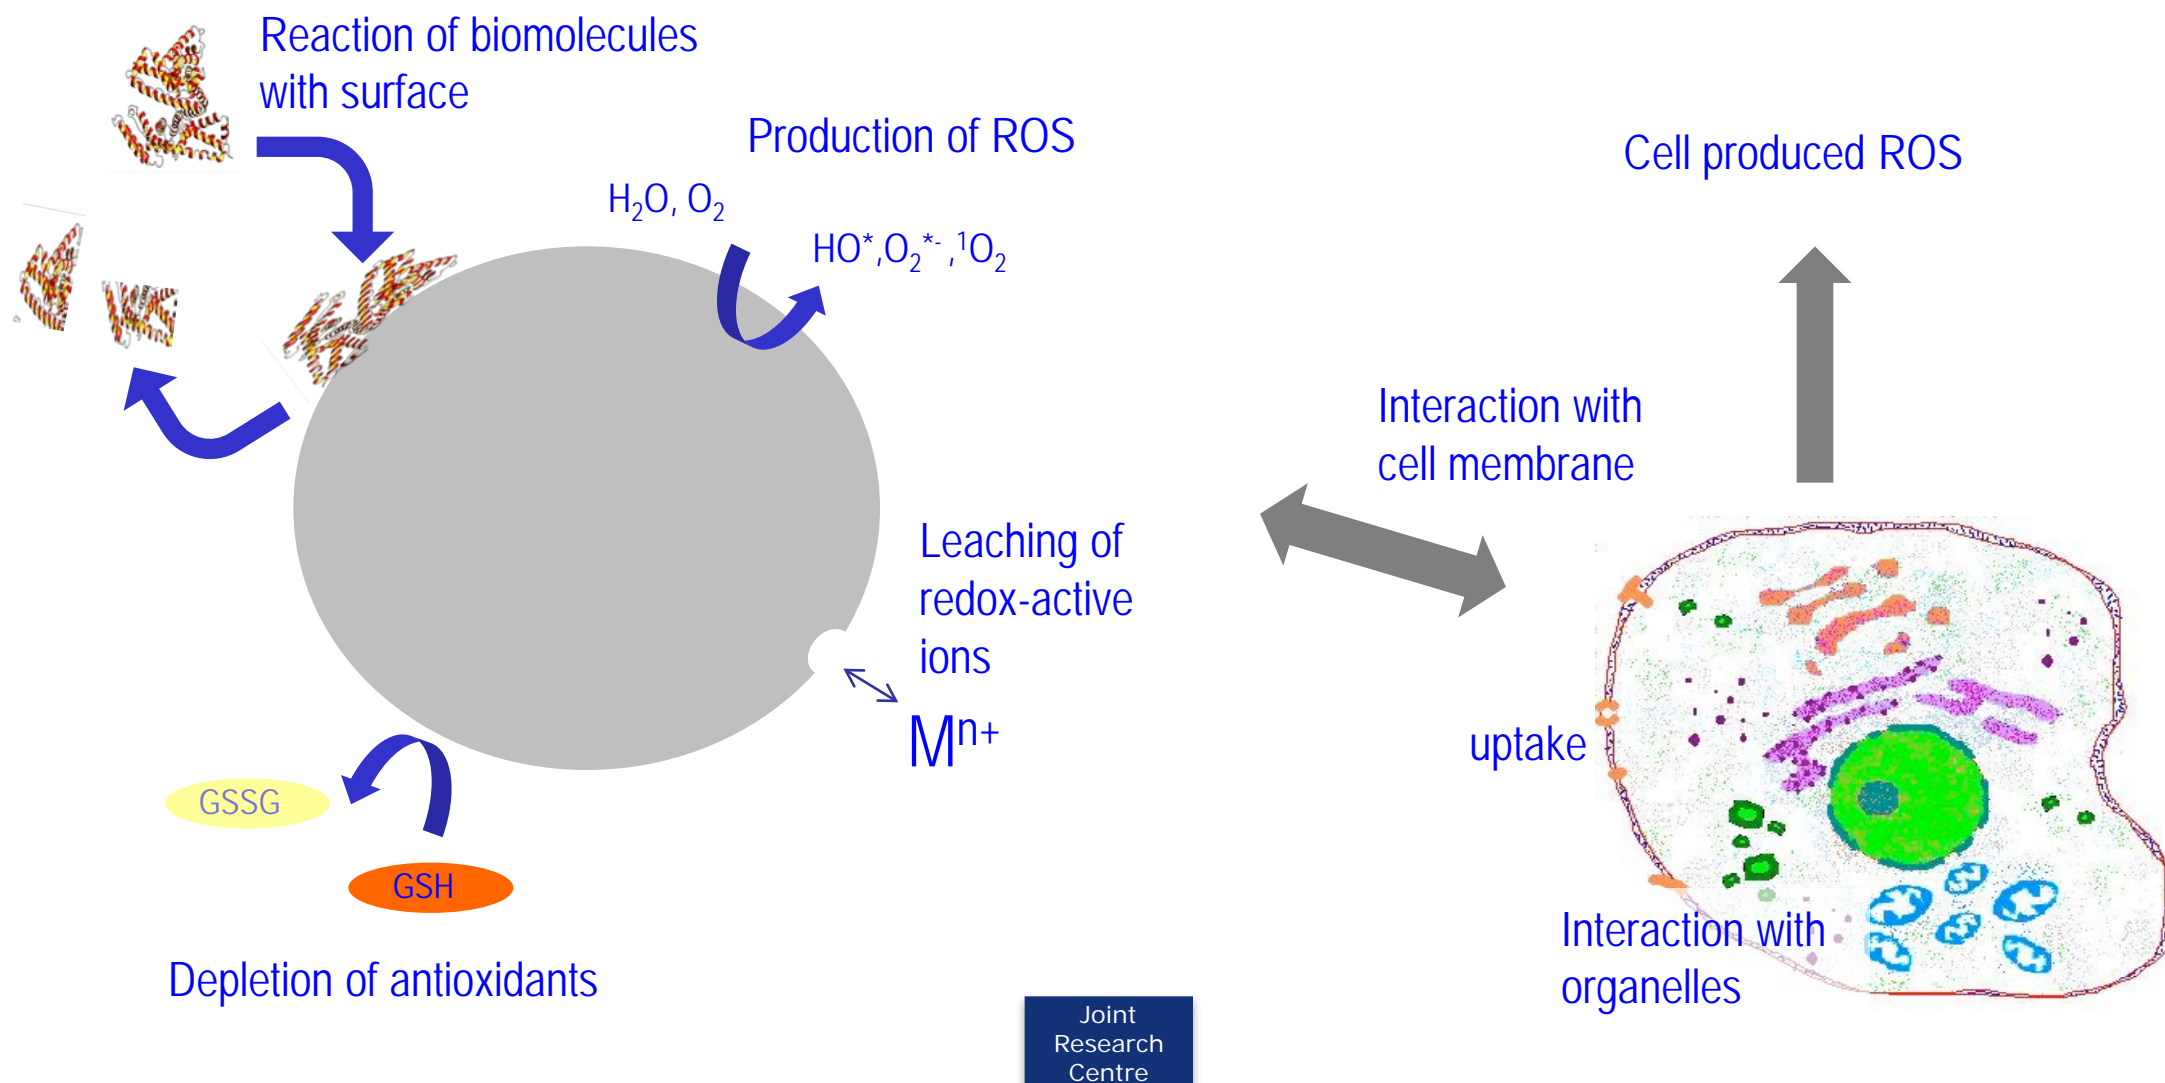 Reaction of biomolecules
with surface
Production of ROS
H₂O, O₂
HO*,O₂*⁻ ,¹O₂
Cell produced ROS
Interaction with
cell membrane
Leaching of
redox-active
ions
Mⁿ⁺
uptake
GSSG
GSH
Interaction with
organelles
Depletion of antioxidants
Joint
Research
Centre